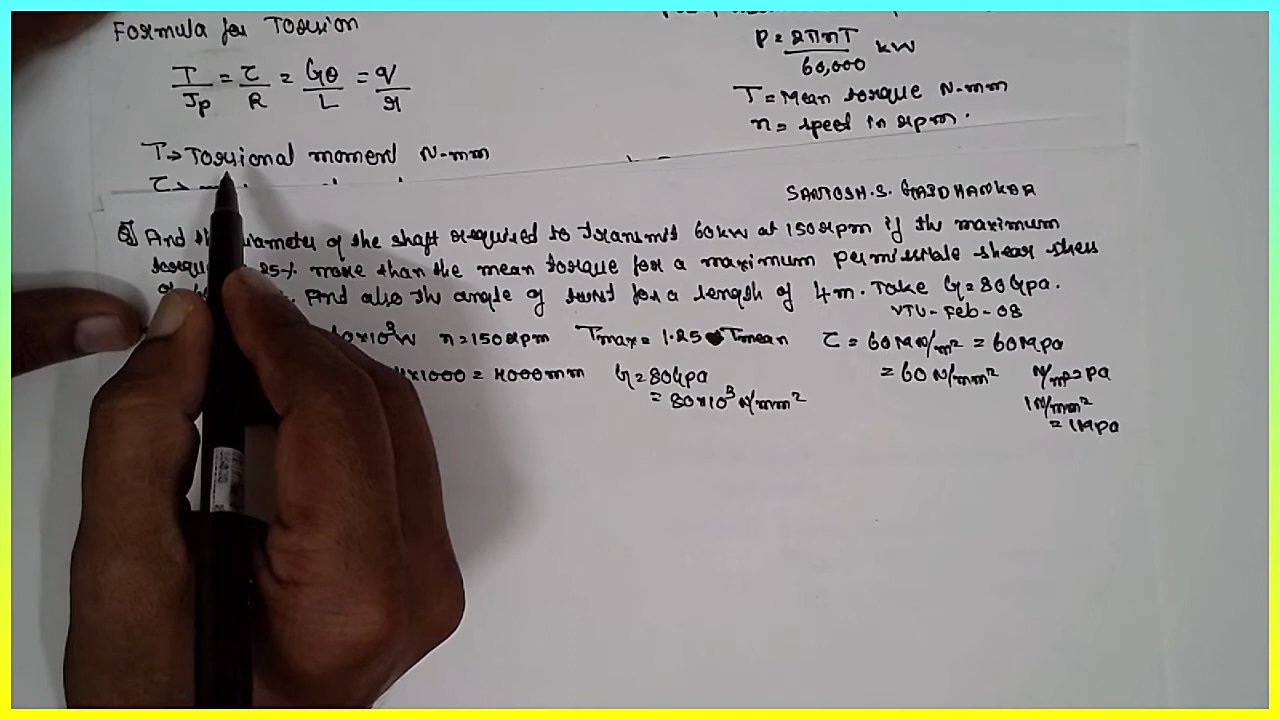 Formula for Torsion
T/Jp = τ/R = Gθ/L = q/r
T→ Torsional moment N-mm
P = 2πnT/60,000 kW
T = Mean torque N-mm
n = speed in rpm.
SANTOSH.S.
Q] Find the diameter of the shaft required to transmit 60kW at 150rpm if the maximum
torque 25% more than the mean torque for a maximum permissible shear stress
Find also the angle of twist for a length of 4m. Take G=80Gpa.
VTU-Feb-08
×10³W n=150rpm Tmax= 1.25 Tmean τ = 60MN/m² = 60Mpa
×1000 = 4000mm G=80Gpa = 60 N/mm² N/m²=pa
= 80×10³ N/mm² 1N/mm²
= 1Mpa